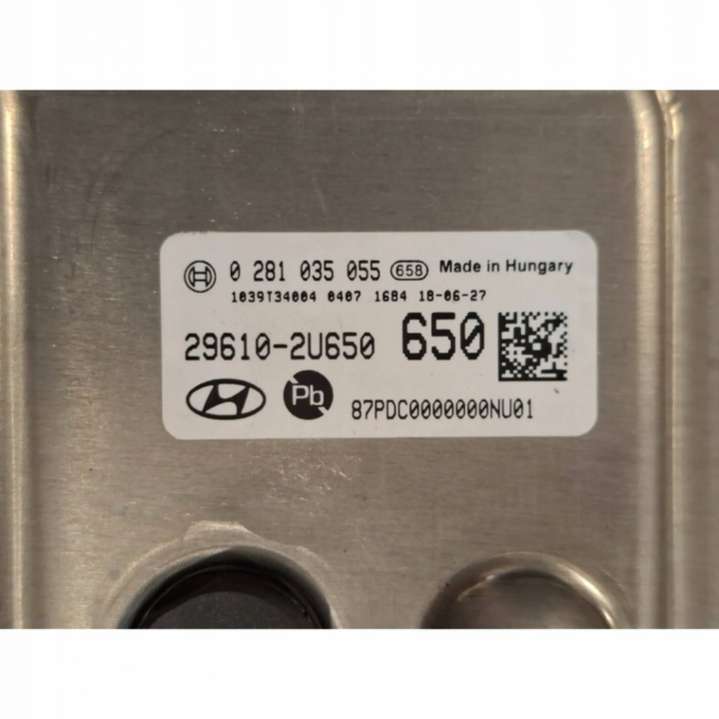 0 281 035 055 658 Made in Hungary
1039T34004 0407 1684 18-06-27
29610-2U650 650
Pb
87PDC0000000NU01